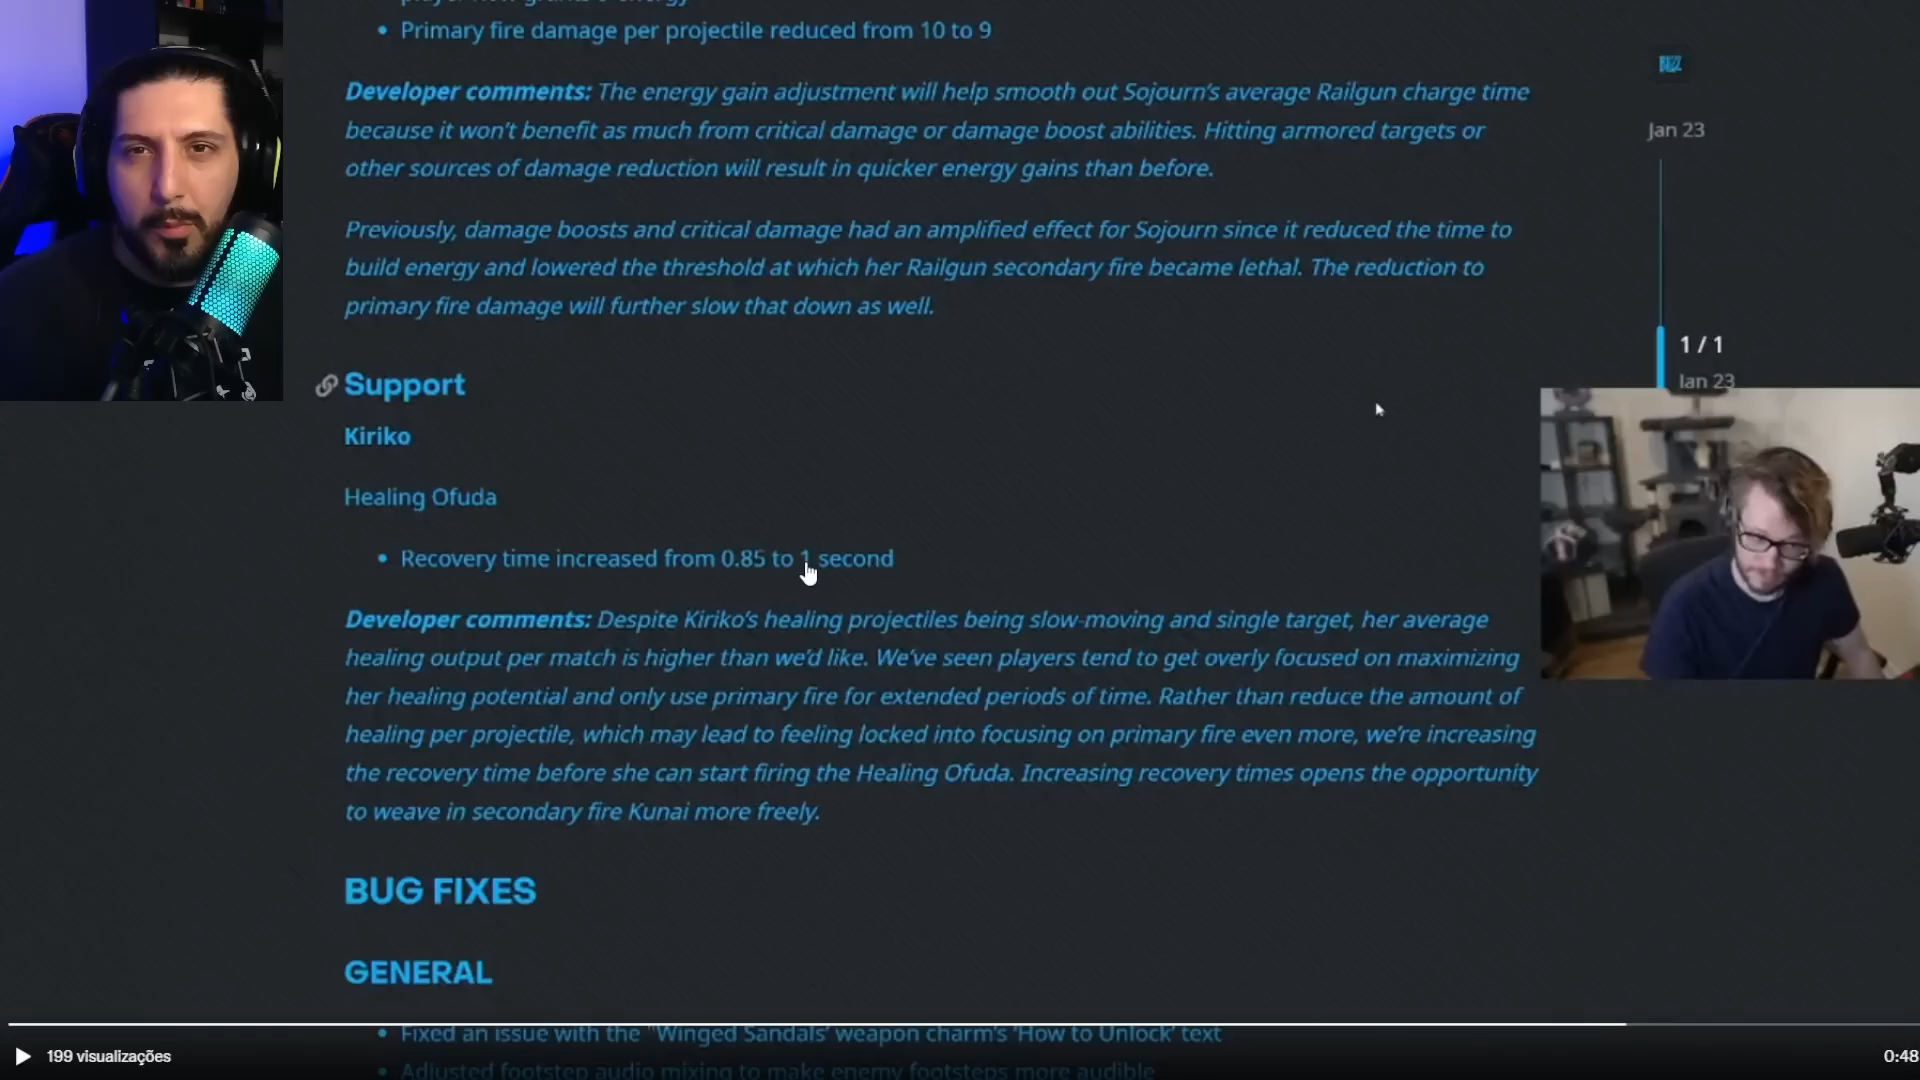 Primary fire damage per projectile reduced from 10 to 9
Developer comments: The energy gain adjustment will help smooth out Sojourn's average Railgun charge time
because it won't benefit as much from critical damage or damage boost abilities. Hitting armored targets or
other sources of damage reduction will result in quicker energy gains than before.
Jan 23
Previously, damage boosts and critical damage had an amplified effect for Sojourn since it reduced the time to
build energy and lowered the threshold at which her Railgun secondary fire became lethal. The reduction to
primary fire damage will further slow that down as well.
1 / 1
Jan 23
Support
Kiriko
Healing Ofuda
Recovery time increased from 0.85 to 1 second
Developer comments: Despite Kiriko's healing projectiles being slow-moving and single target, her average
healing output per match is higher than we'd like. We've seen players tend to get overly focused on maximizing
her healing potential and only use primary fire for extended periods of time. Rather than reduce the amount of
healing per projectile, which may lead to feeling locked into focusing on primary fire even more, we're increasing
the recovery time before she can start firing the Healing Ofuda. Increasing recovery times opens the opportunity
to weave in secondary fire Kunai more freely.
BUG FIXES
GENERAL
Fixed an issue with the "Winged Sandals' weapon charm's 'How to Unlock' text
199 visualizações
0:48
Adjusted footstep audio mixing to make enemy footsteps more audible